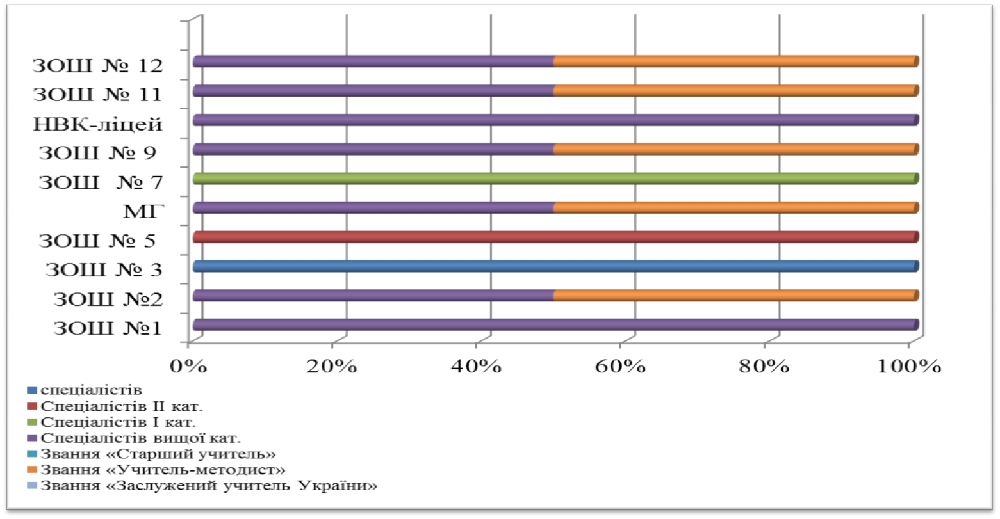 ЗОШ № 12
ЗОШ № 11
НВК-ліцей
ЗОШ № 9
ЗОШ № 7
МГ
ЗОШ № 5
ЗОШ № 3
ЗОШ №2
ЗОШ №1
0% 20% 40% 60% 80% 100%
спеціалістів
Спеціалістів ІІ кат.
Спеціалістів І кат.
Спеціалістів вищої кат.
Звання «Старший учитель»
Звання «Учитель-методист»
Звання «Заслужений учитель України»